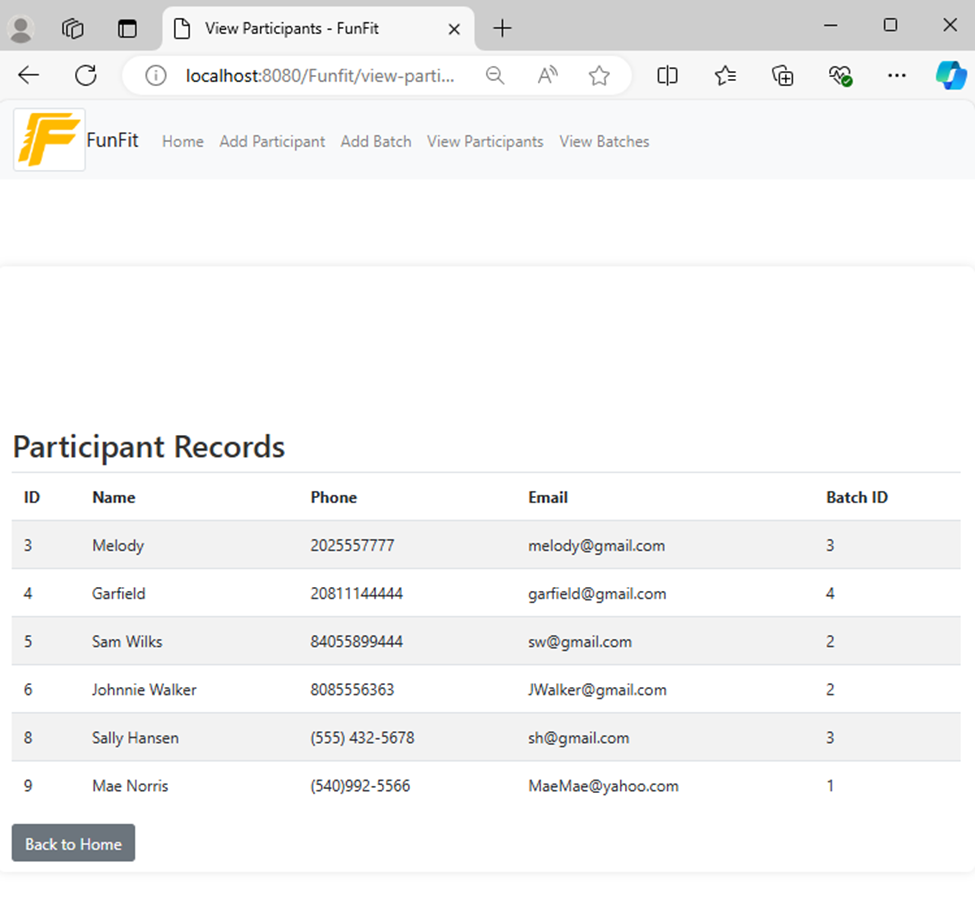 View Participants - FunFit
localhost:8080/Funfit/view-parti...
FunFit Home Add Participant Add Batch View Participants View Batches
Participant Records
ID Name Phone Email Batch ID
3 Melody 2025557777 melody@gmail.com 3
4 Garfield 20811144444 garfield@gmail.com 4
5 Sam Wilks 84055899444 sw@gmail.com 2
6 Johnnie Walker 8085556363 JWalker@gmail.com 2
8 Sally Hansen (555) 432-5678 sh@gmail.com 3
9 Mae Norris (540)992-5566 MaeMae@yahoo.com 1
Back to Home